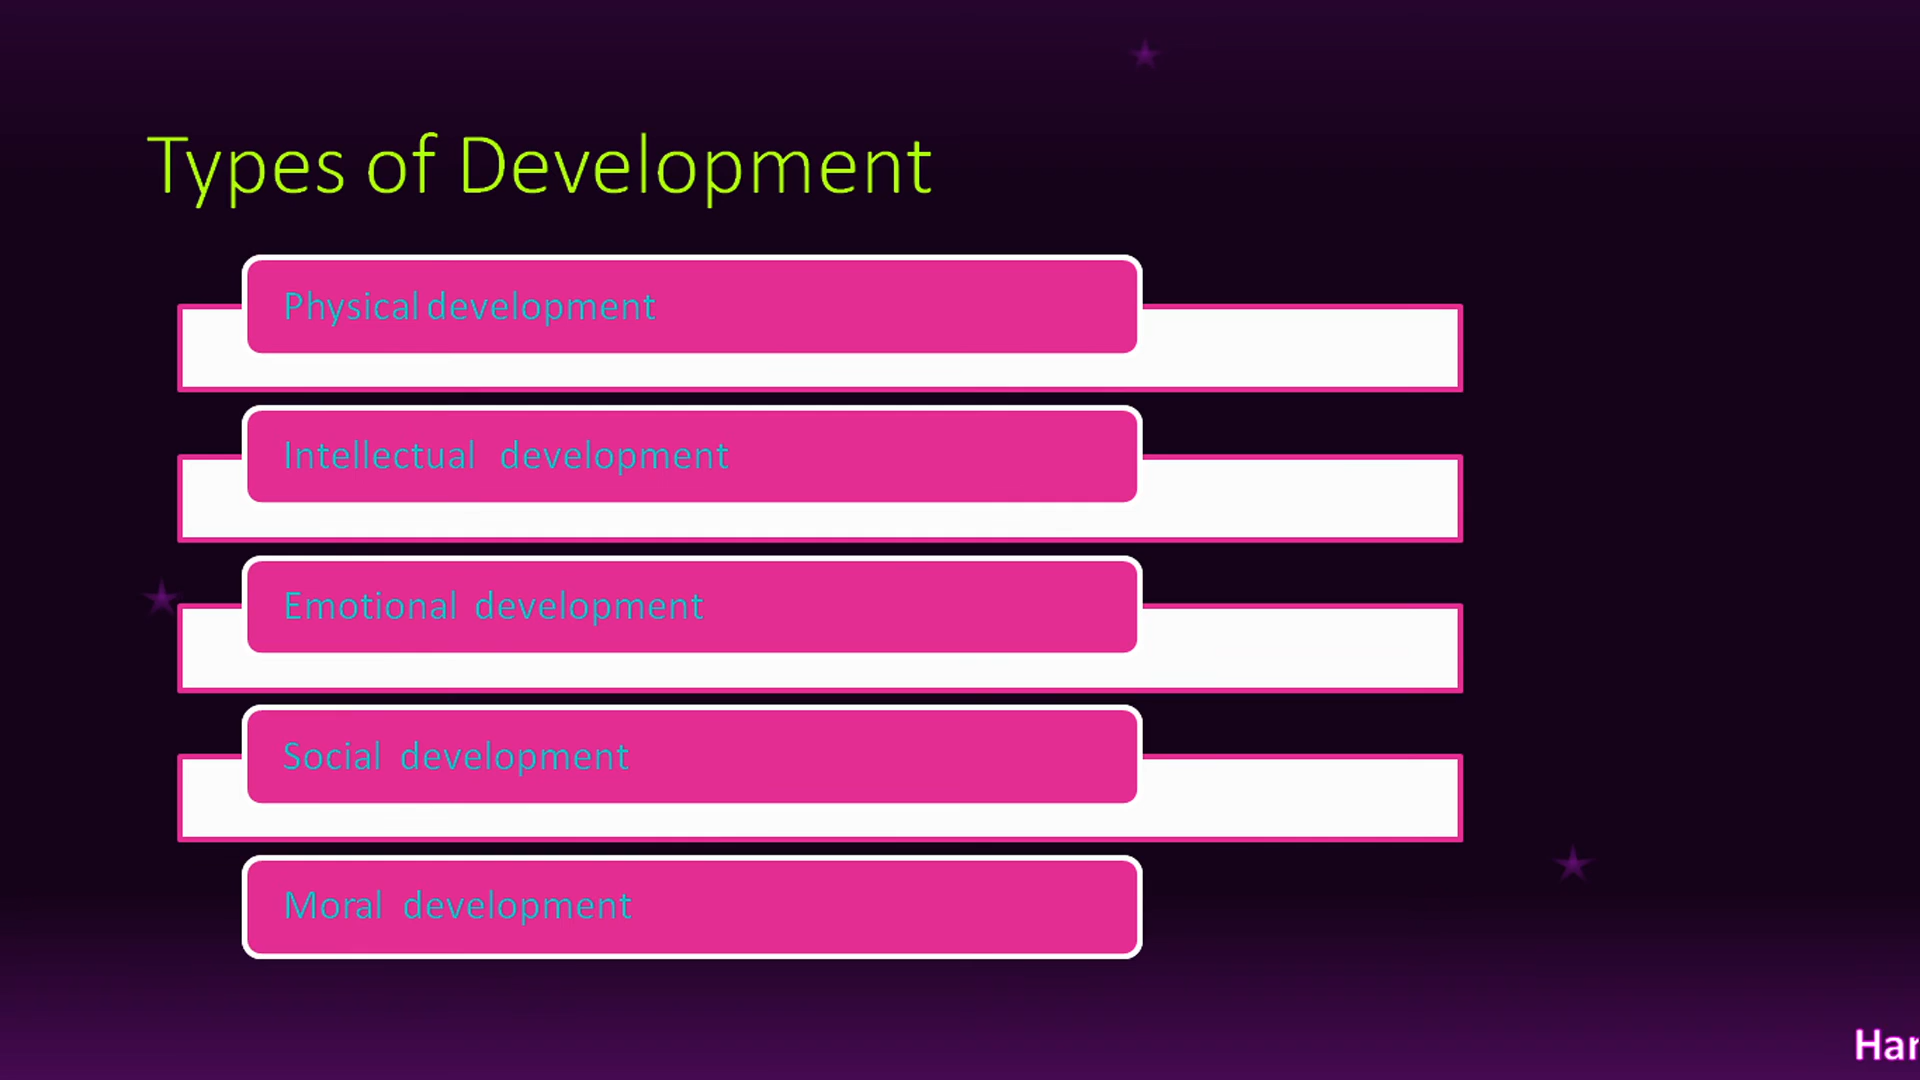 Types of Development
Physical development
Intellectual development
Emotional development
Social development
Moral development
Har